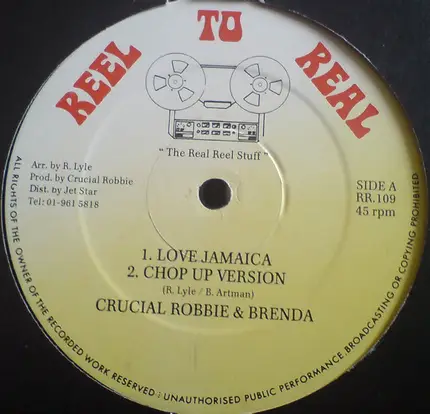 REEL TO REAL
"The Real Reel Stuff"
Arr. by R. Lyle
Prod. by Crucial Robbie
Dist. by Jet Star
Tel: 01-961 5818
SIDE A
RR.109
45 rpm
1. LOVE JAMAICA
2. CHOP UP VERSION
(R. Lyle / B. Artman)
CRUCIAL ROBBIE & BRENDA
ALL RIGHTS OF THE OWNER OF THE RECORDED WORK RESERVED : UNAUTHORISED PUBLIC PERFORMANCE, BROADCASTING OR COPYING PROHIBITED